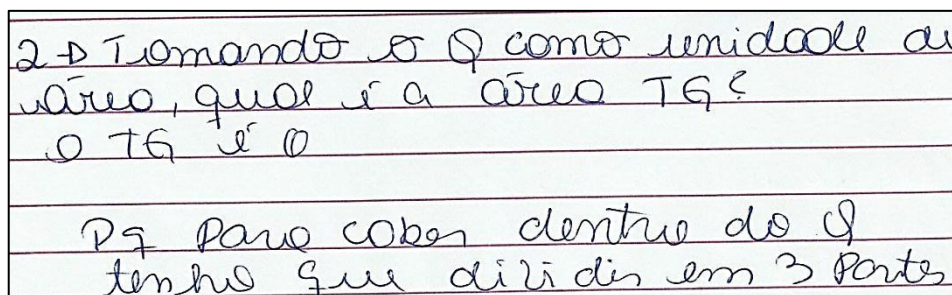 2→ Tomando o Q como unidade de
área, qual é a área TG?
O TG é O
Pq para caber dentro do Q
tenho que dividir em 3 partes